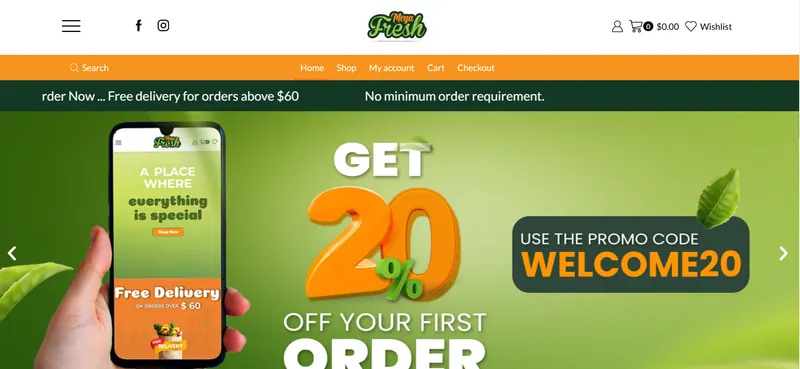 Mega
Fresh
0 $0.00 Wishlist
Search
Home Shop My account Cart Checkout
rder Now ... Free delivery for orders above $60 No minimum order requirement.
Fresh
A PLACE
WHERE
everything
is special
Shop Now
Free Delivery
ON ORDERS OVER $ 60
FREE
DELIVERY
GET
20%
OFF YOUR FIRST
ORDER
USE THE PROMO CODE
WELCOME20